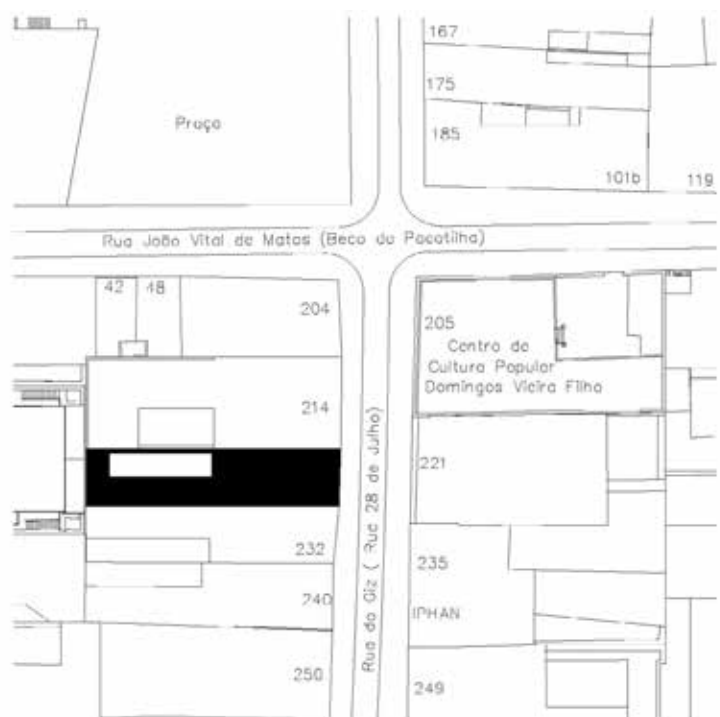 167
175
Praça
185
101b
119
Rua João Vital de Matos (Beco da Pacotilha)
42
48
204
205
Centro de
Cultura Popular
Domingos Vieira Filho
214
Rua do Giz ( Rua 28 de Julho)
221
232
235
240
IPHAN
250
249